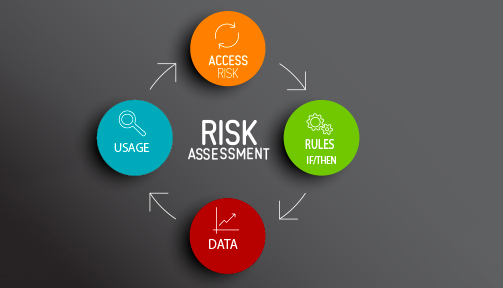 ACCESS
RISK
RISK
ASSESSMENT
RULES
IF/THEN
DATA
USAGE